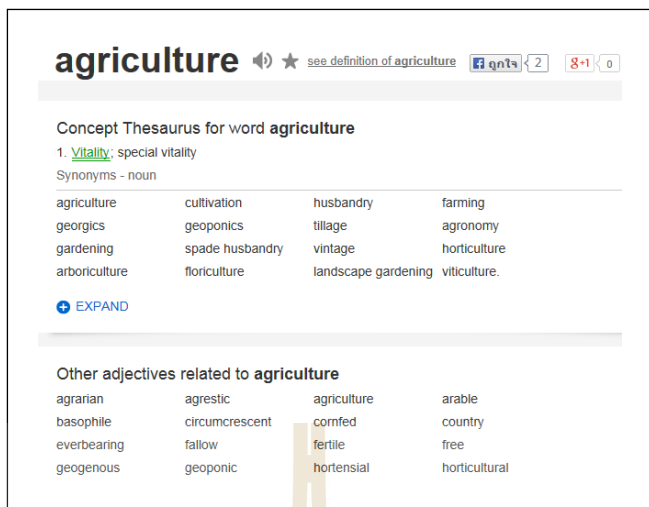 agriculture see definition of agriculture ถูกใจ 2 g+1 0
Concept Thesaurus for word agriculture
1. Vitality; special vitality
Synonyms - noun
agriculture cultivation husbandry farming
georgics geoponics tillage agronomy
gardening spade husbandry vintage horticulture
arboriculture floriculture landscape gardening viticulture.
EXPAND
Other adjectives related to agriculture
agrarian agrestic agriculture arable
basophile circumcrescent cornfed country
everbearing fallow fertile free
geogenous geoponic hortensial horticultural